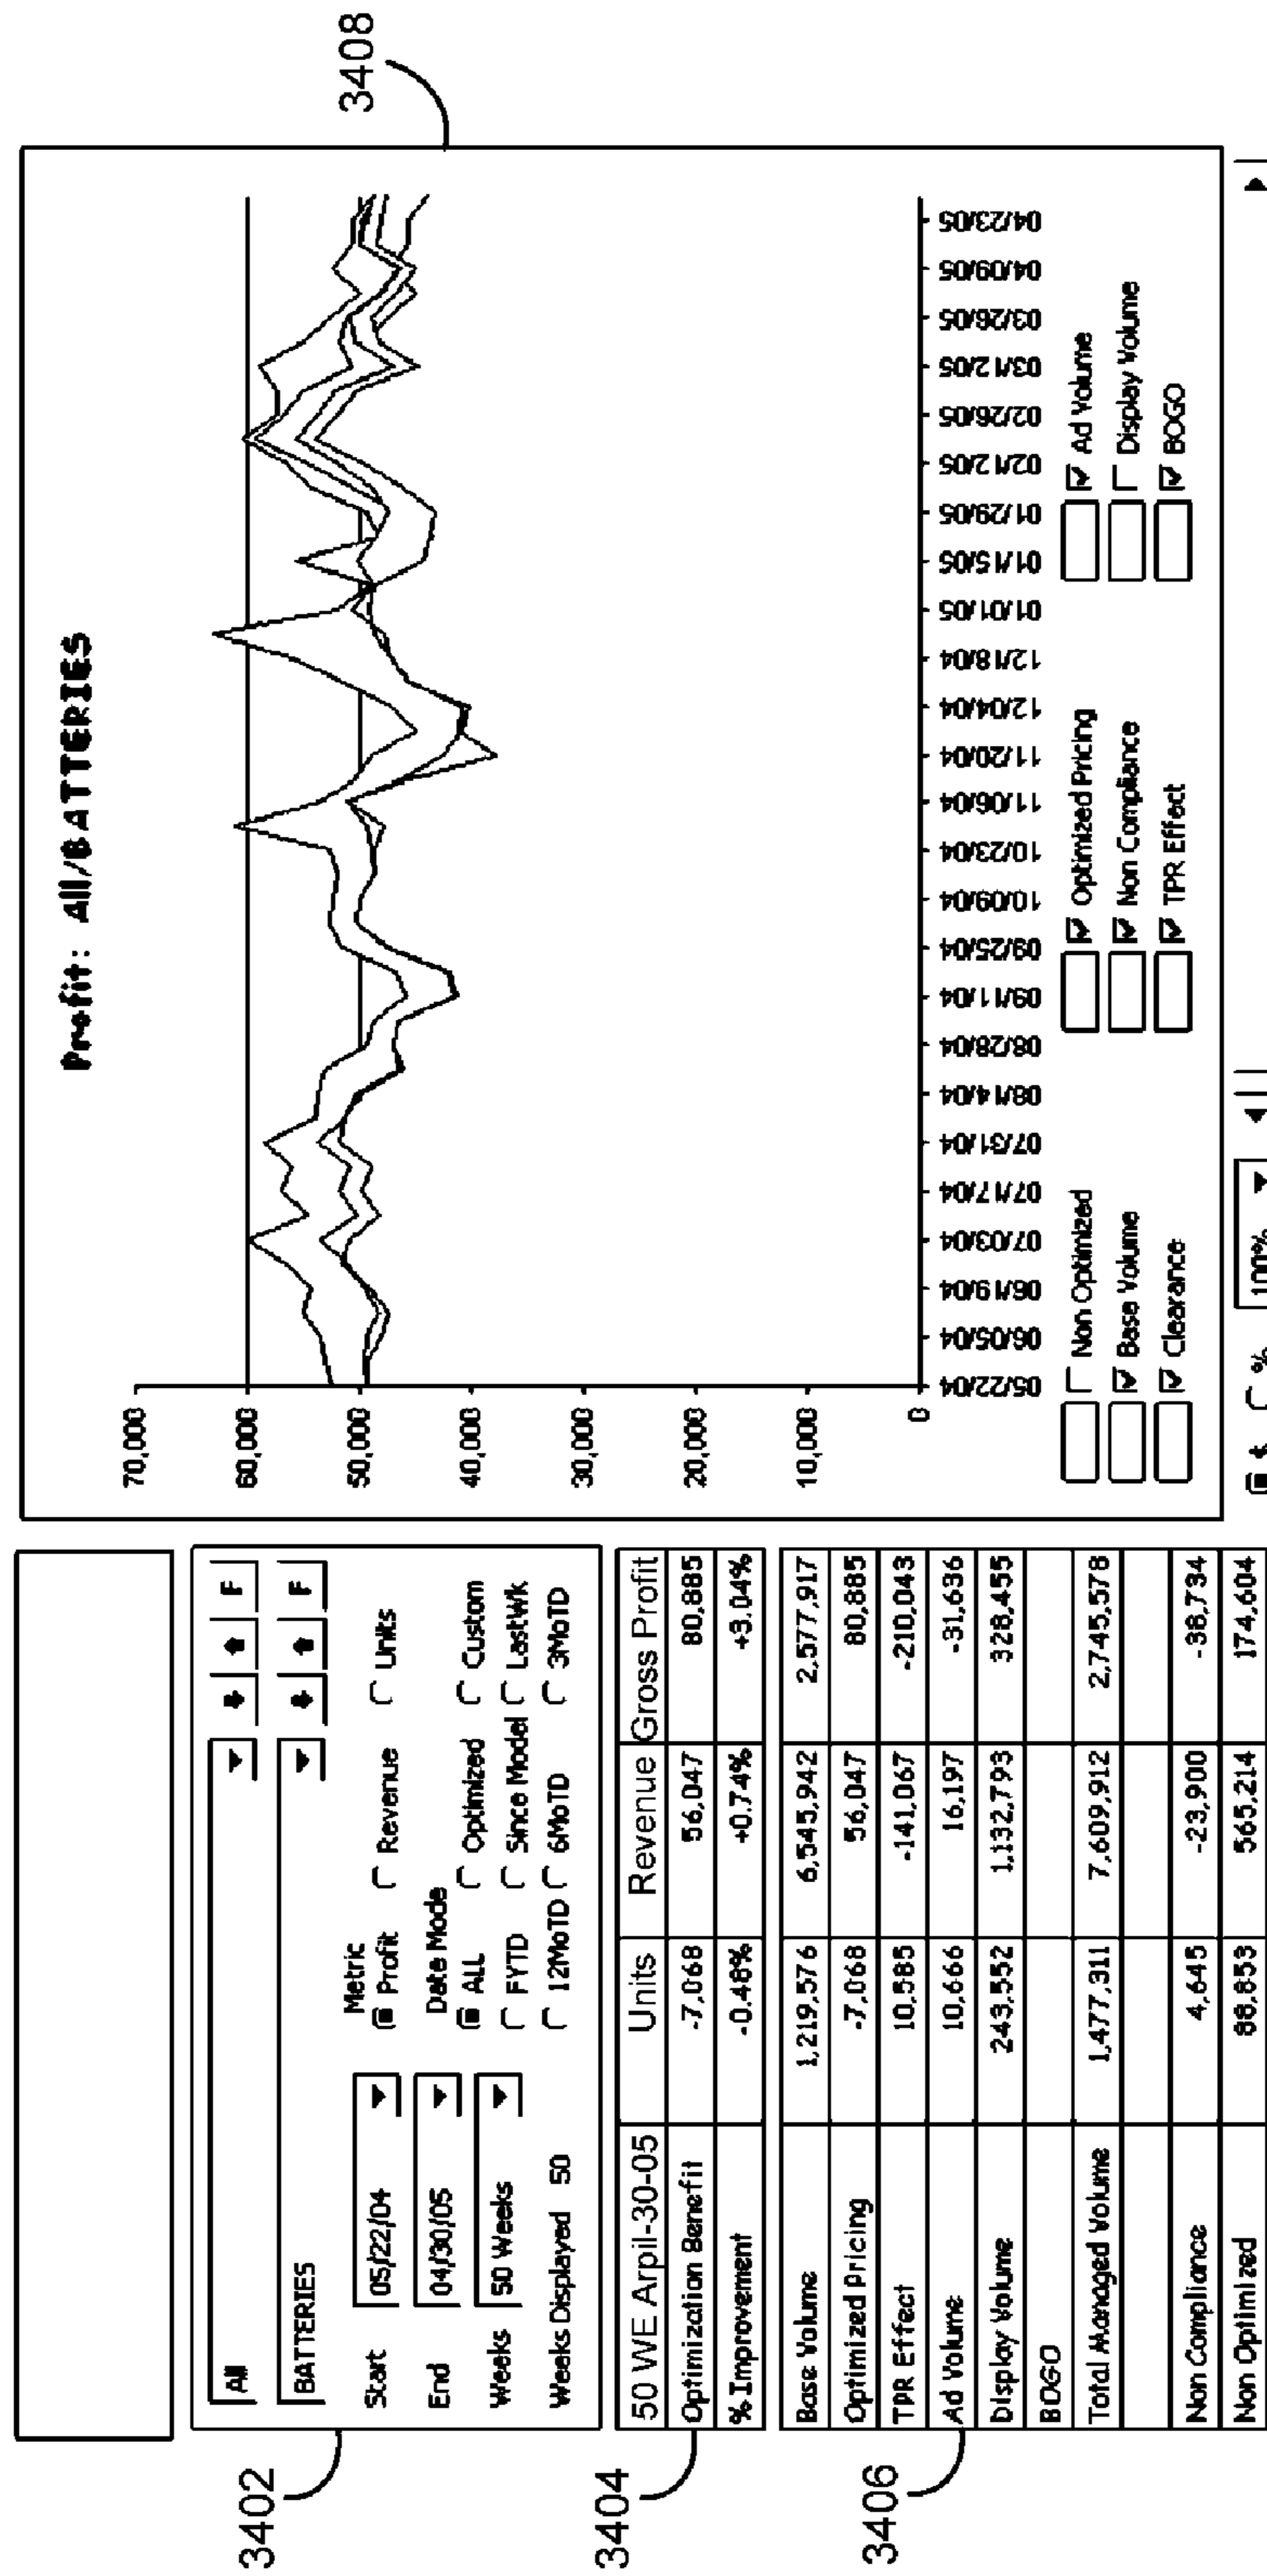 3402
All
F
BATTERIES
F
Start 05/22/04
End 04/30/05
Weeks 50 Weeks
Weeks Displayed 50
Metric
Profit Revenue Units
Date Mode
ALL Optimized Custom
FYTD Since Model LastWk
12MoTD 6MoTD 3MoTD
3404
50 WE Arpil-30-05 Units Revenue Gross Profit
Optimization Benefit -7,068 56,047 80,885
% Improvement -0.48% +0.74% +3.04%
3406
Base Volume 1,219,576 6,545,942 2,577,917
Optimized Pricing -7,068 56,047 80,885
TPR Effect 10,585 -141,067 -210,043
Ad Volume 10,666 16,197 -31,636
Display Volume 243,552 1,132,793 328,455
BOGO
Total Managed Volume 1,477,311 7,609,912 2,745,578
Non Compliance 4,645 -23,900 -38,734
Non Optimized 88,853 565,214 174,604
3408
Profit: All/BATTERIES
70,000
60,000
50,000
40,000
30,000
20,000
10,000
0
05/22/04 06/05/04 06/19/04 07/03/04 07/17/04 07/31/04 08/14/04 08/28/04 09/11/04 09/25/04 10/09/04 10/23/04 11/06/04 11/20/04 12/04/04 12/18/04 01/01/05 01/15/05 01/29/05 02/12/05 02/26/05 03/12/05 03/26/05 04/09/05 04/23/05
Non Optimized Optimized Pricing Ad Volume
Base Volume Non Compliance Display Volume
Clearance TPR Effect BOGO
$ % 100%